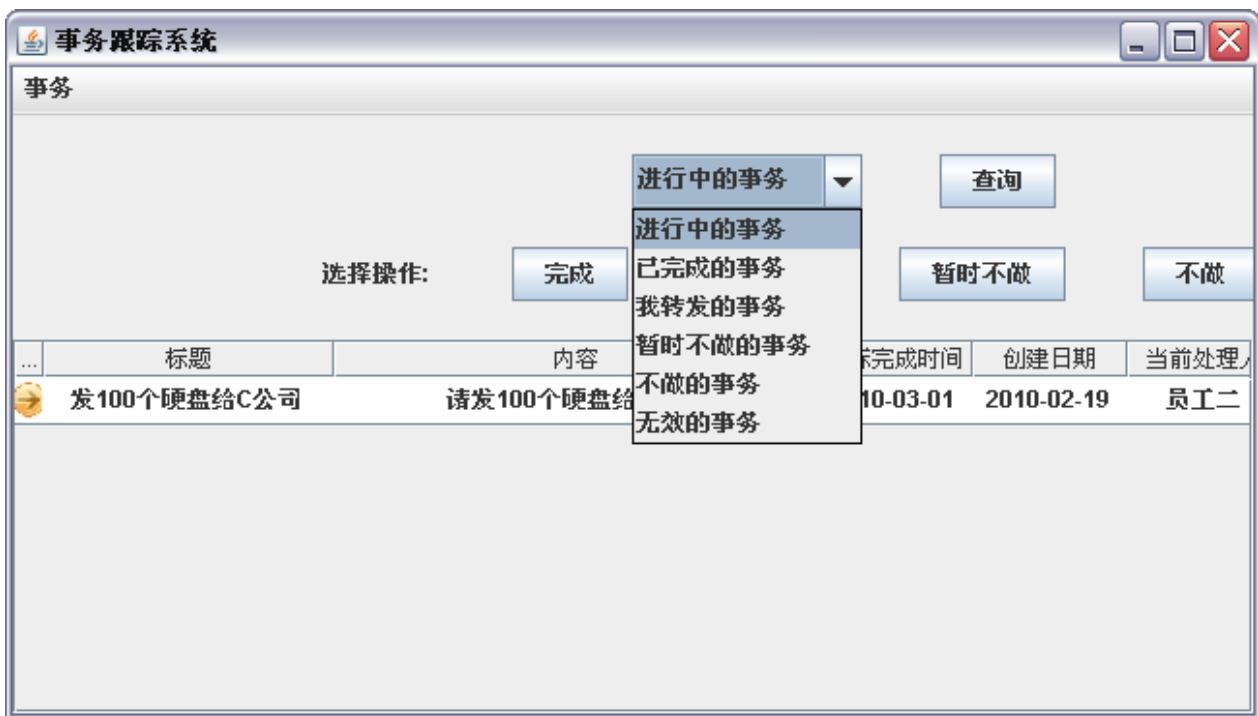 事务跟踪系统
事务
进行中的事务 查询
进行中的事务
已完成的事务
我转发的事务
暂时不做的事务
不做的事务
无效的事务
选择操作: 完成 暂时不做 不做
... 标题 内容 完成时间 创建日期 当前处理
发100个硬盘给C公司 请发100个硬盘给 10-03-01 2010-02-19 员工二